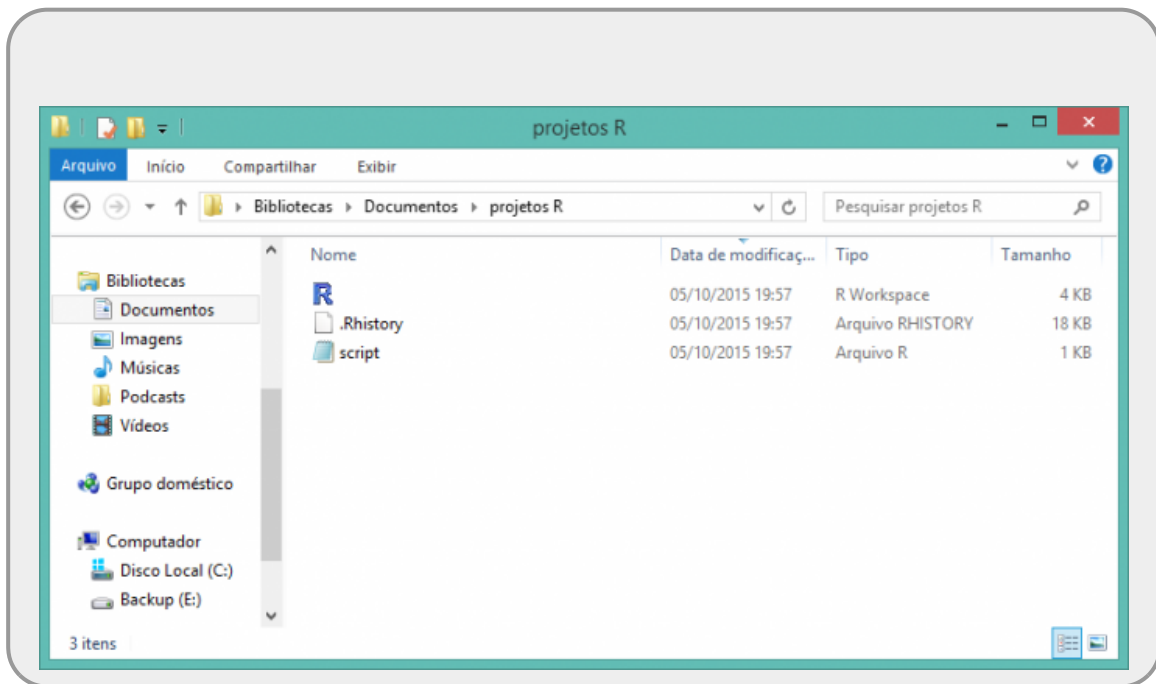 projetos R
Arquivo Início Compartilhar Exibir
Bibliotecas Documentos projetos R Pesquisar projetos R
Nome Data de modificaç... Tipo Tamanho
Bibliotecas
Documentos
Imagens
Músicas
Podcasts
Vídeos
Grupo doméstico
Computador
Disco Local (C:)
Backup (E:)
R 05/10/2015 19:57 R Workspace 4 KB
.Rhistory 05/10/2015 19:57 Arquivo RHISTORY 18 KB
script 05/10/2015 19:57 Arquivo R 1 KB
3 itens